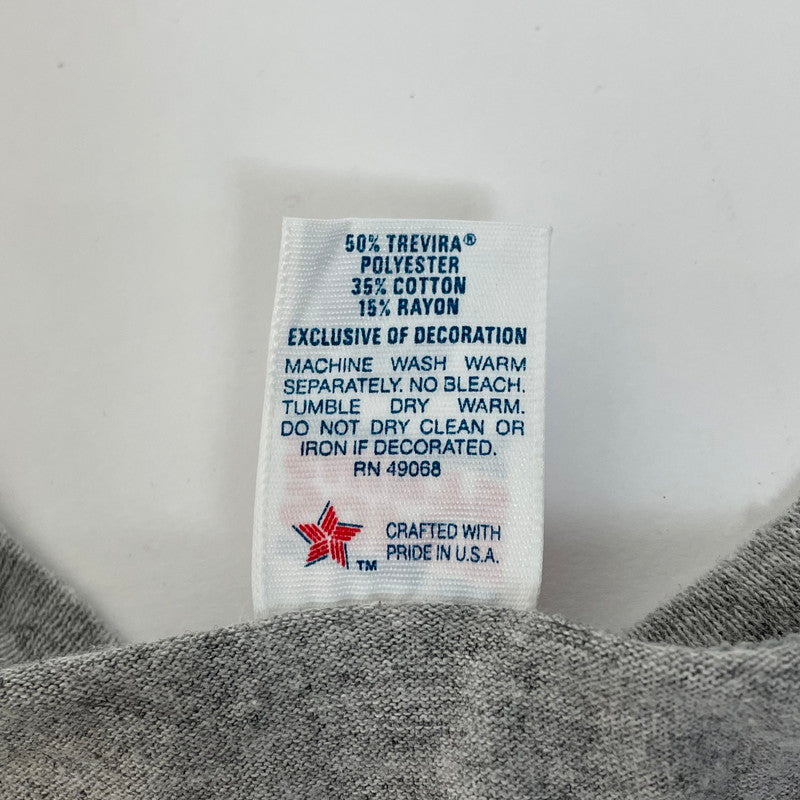 50% TREVIRA®
POLYESTER
35% COTTON
15% RAYON
EXCLUSIVE OF DECORATION
MACHINE WASH WARM
SEPARATELY. NO BLEACH.
TUMBLE DRY WARM.
DO NOT DRY CLEAN OR
IRON IF DECORATED.
RN 49068
CRAFTED WITH
PRIDE IN U.S.A.
TM